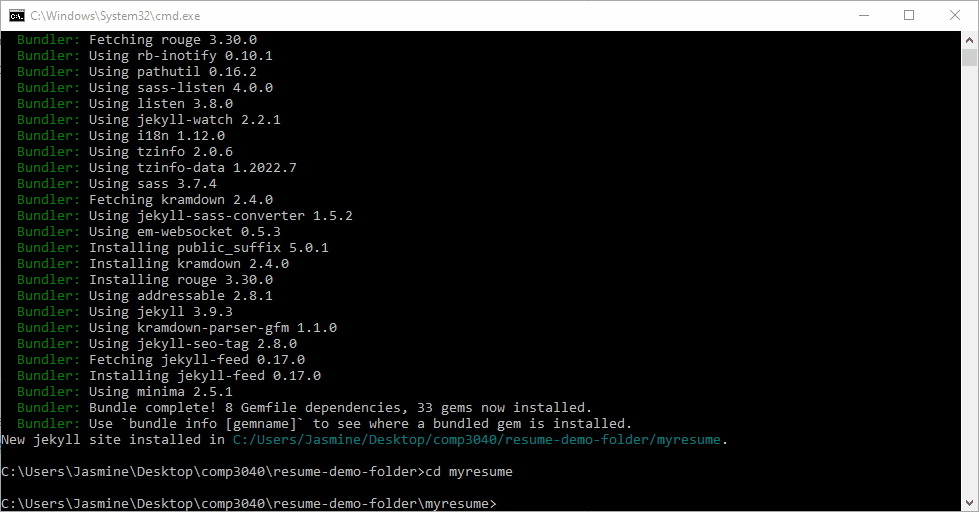 C:\Windows\System32\cmd.exe
Bundler: Fetching rouge 3.30.0
Bundler: Using rb-inotify 0.10.1
Bundler: Using pathutil 0.16.2
Bundler: Using sass-listen 4.0.0
Bundler: Using listen 3.8.0
Bundler: Using jekyll-watch 2.2.1
Bundler: Using i18n 1.12.0
Bundler: Using tzinfo 2.0.6
Bundler: Using tzinfo-data 1.2022.7
Bundler: Using sass 3.7.4
Bundler: Fetching kramdown 2.4.0
Bundler: Using jekyll-sass-converter 1.5.2
Bundler: Using em-websocket 0.5.3
Bundler: Installing public_suffix 5.0.1
Bundler: Installing kramdown 2.4.0
Bundler: Installing rouge 3.30.0
Bundler: Using addressable 2.8.1
Bundler: Using jekyll 3.9.3
Bundler: Using kramdown-parser-gfm 1.1.0
Bundler: Using jekyll-seo-tag 2.8.0
Bundler: Fetching jekyll-feed 0.17.0
Bundler: Installing jekyll-feed 0.17.0
Bundler: Using minima 2.5.1
Bundler: Bundle complete! 8 Gemfile dependencies, 33 gems now installed.
Bundler: Use `bundle info [gemname]` to see where a bundled gem is installed.
New jekyll site installed in C:/Users/Jasmine/Desktop/comp3040/resume-demo-folder/myresume.
C:\Users\Jasmine\Desktop\comp3040\resume-demo-folder>cd myresume
C:\Users\Jasmine\Desktop\comp3040\resume-demo-folder\myresume>